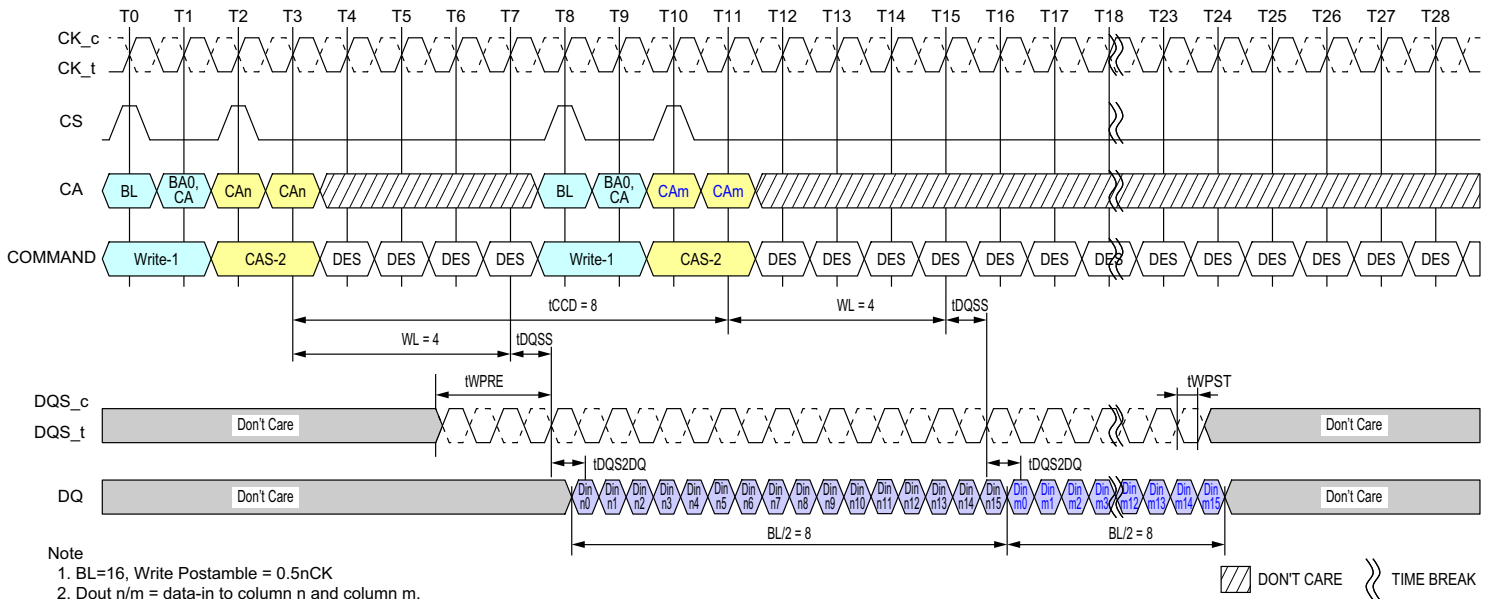 T0 T1 T2 T3 T4 T5 T6 T7 T8 T9 T10 T11 T12 T13 T14 T15 T16 T17 T18 T23 T24 T25 T26 T27 T28
CK_c
CK_t
CS
CA BL BA0, CA CAn CAn BL BA0, CA CAm CAm
COMMAND Write-1 CAS-2 DES DES DES DES Write-1 CAS-2 DES DES DES DES DES DES DES DES DES DES DES DES DES
tCCD = 8 WL = 4 tDQSS
WL = 4 tDQSS
tWPRE tWPST
DQS_c
DQS_t Don't Care Don't Care
tDQS2DQ tDQS2DQ
DQ Don't Care Din n0 Din n1 Din n2 Din n3 Din n4 Din n5 Din n6 Din n7 Din n8 Din n9 Din n10 Din n11 Din n12 Din n13 Din n14 Din n15 Din m0 Din m1 Din m2 Din m3 Din m12 Din m13 Din m14 Din m15 Don't Care
BL/2 = 8 BL/2 = 8
Note
1. BL=16, Write Postamble = 0.5nCK
2. Dout n/m = data-in to column n and column m.
DON'T CARE TIME BREAK